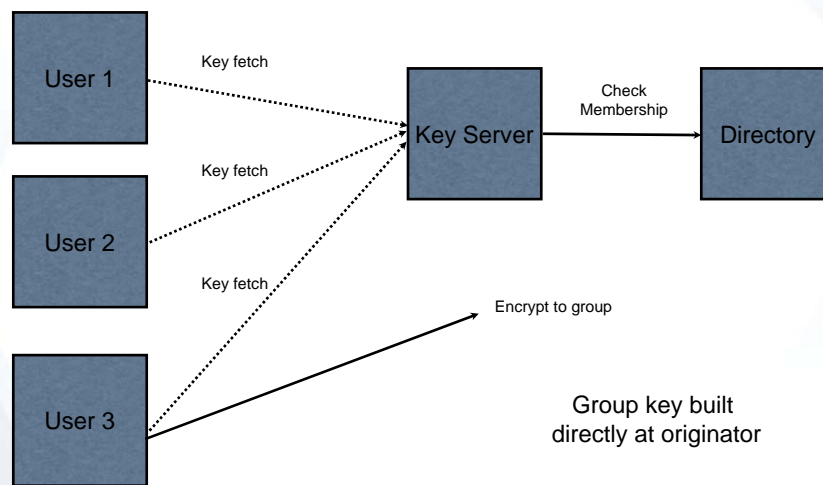 User 1
Key fetch
Key Server
Check
Membership
Directory
Key fetch
User 2
Key fetch
Encrypt to group
User 3
Group key built
directly at originator